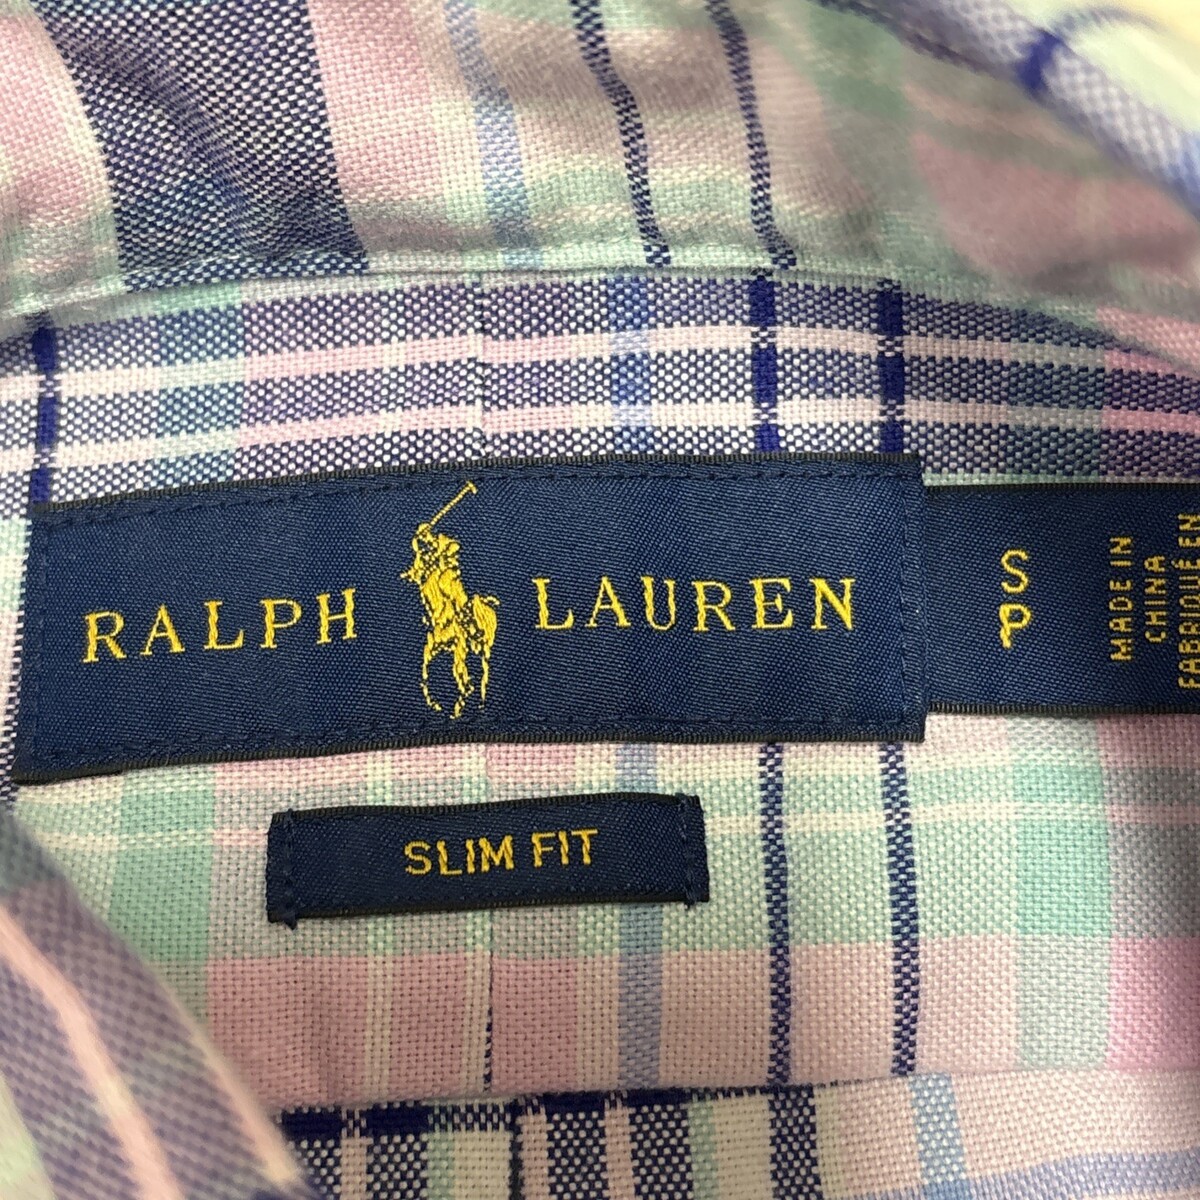 RALPH LAUREN
S
P
MADE IN
CHINA
FABRIQUÉ EN
SLIM FIT